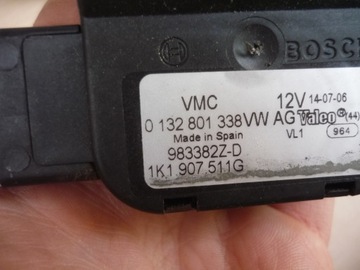 BOSCH
VMC 12V 14-07-06
0 132 801 338 VW AG Valeo® (44)
Made in Spain VL1 964
983382Z-D
1K1 907 511G